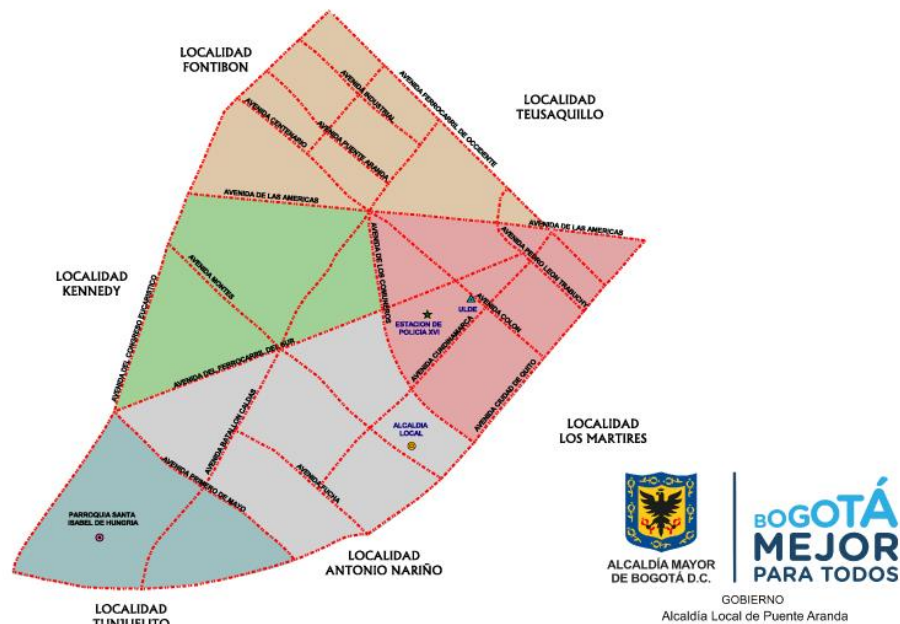 LOCALIDAD
FONTIBON
LOCALIDAD
TEUSAQUILLO
AVENIDA FERROCARRIL DE OCCIDENTE
AVENIDA INDUSTRIAL
AVENIDA CENTENARIO
AVENIDA PUENTE ARANDA
AVENIDA DE LAS AMERICAS
AVENIDA DE LAS AMERICAS
AVENIDA PEDRO LEON TRABUCHY
AVENIDA DE LOS COMUNEROS
LOCALIDAD
KENNEDY
AVENIDA MONTES
AVENIDA DEL CONGRESO EUCARISTICO
ULDE
AVENIDA COLON
ESTACION DE
POLICIA XVI
AVENIDA CUNDINAMARCA
AVENIDA DEL FERROCARRIL DEL SUR
AVENIDA CIUDAD DE QUITO
AVENIDA BATALLON CALDAS
ALCALDIA
LOCAL
LOCALIDAD
LOS MARTIRES
AVENIDA FUCHA
AVENIDA PRIMERO DE MAYO
PARROQUIA SANTA
ISABEL DE HUNGRIA
LOCALIDAD
ANTONIO NARIÑO
LOCALIDAD
TUNJUELITO
ALCALDÍA MAYOR
DE BOGOTÁ D.C.
BOGOTÁ
MEJOR
PARA TODOS
GOBIERNO
Alcaldía Local de Puente Aranda